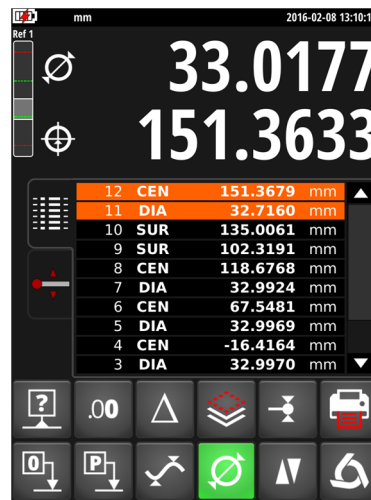 mm 2016-02-08 13:10:1
Ref 1
33.0177
151.3633
12 CEN 151.3679 mm
11 DIA 32.7160 mm
10 SUR 135.0061 mm
9 SUR 102.3191 mm
8 CEN 118.6768 mm
7 DIA 32.9924 mm
6 CEN 67.5481 mm
5 DIA 32.9969 mm
4 CEN -16.4164 mm
3 DIA 32.9970 mm
? .00 Δ
0 P